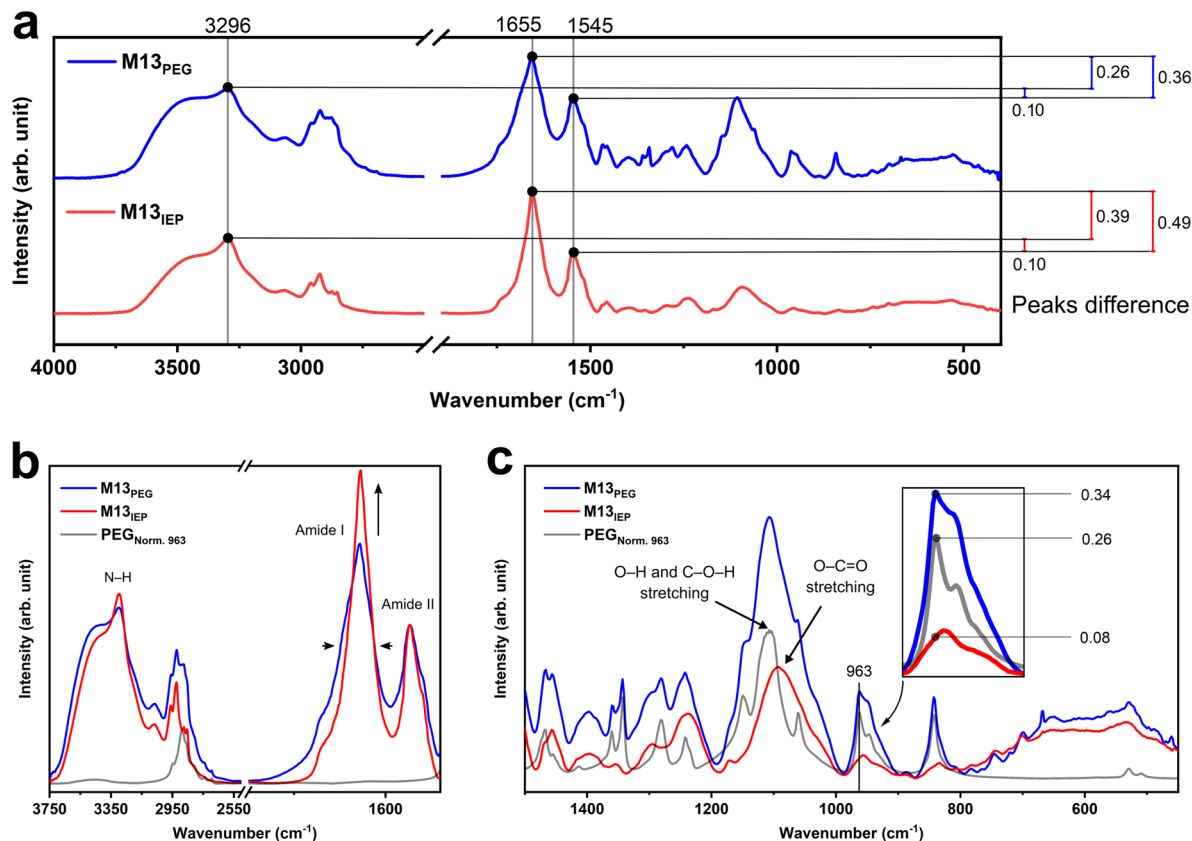 a
3296
1655
1545
M13PEG
M13IEP
0.26
0.36
0.10
0.39
0.49
0.10
Peaks difference
Intensity (arb. unit)
4000
3500
3000
1500
1000
500
Wavenumber (cm-1)
b
M13PEG
M13IEP
PEGNorm. 963
Amide I
N–H
Amide II
Intensity (arb. unit)
3750
3350
2950
2550
1600
Wavenumber (cm-1)
c
M13PEG
M13IEP
PEGNorm. 963
O–H and C–O–H
stretching
O–C=O
stretching
963
0.34
0.26
0.08
Intensity (arb. unit)
1400
1200
1000
800
600
Wavenumber (cm-1)